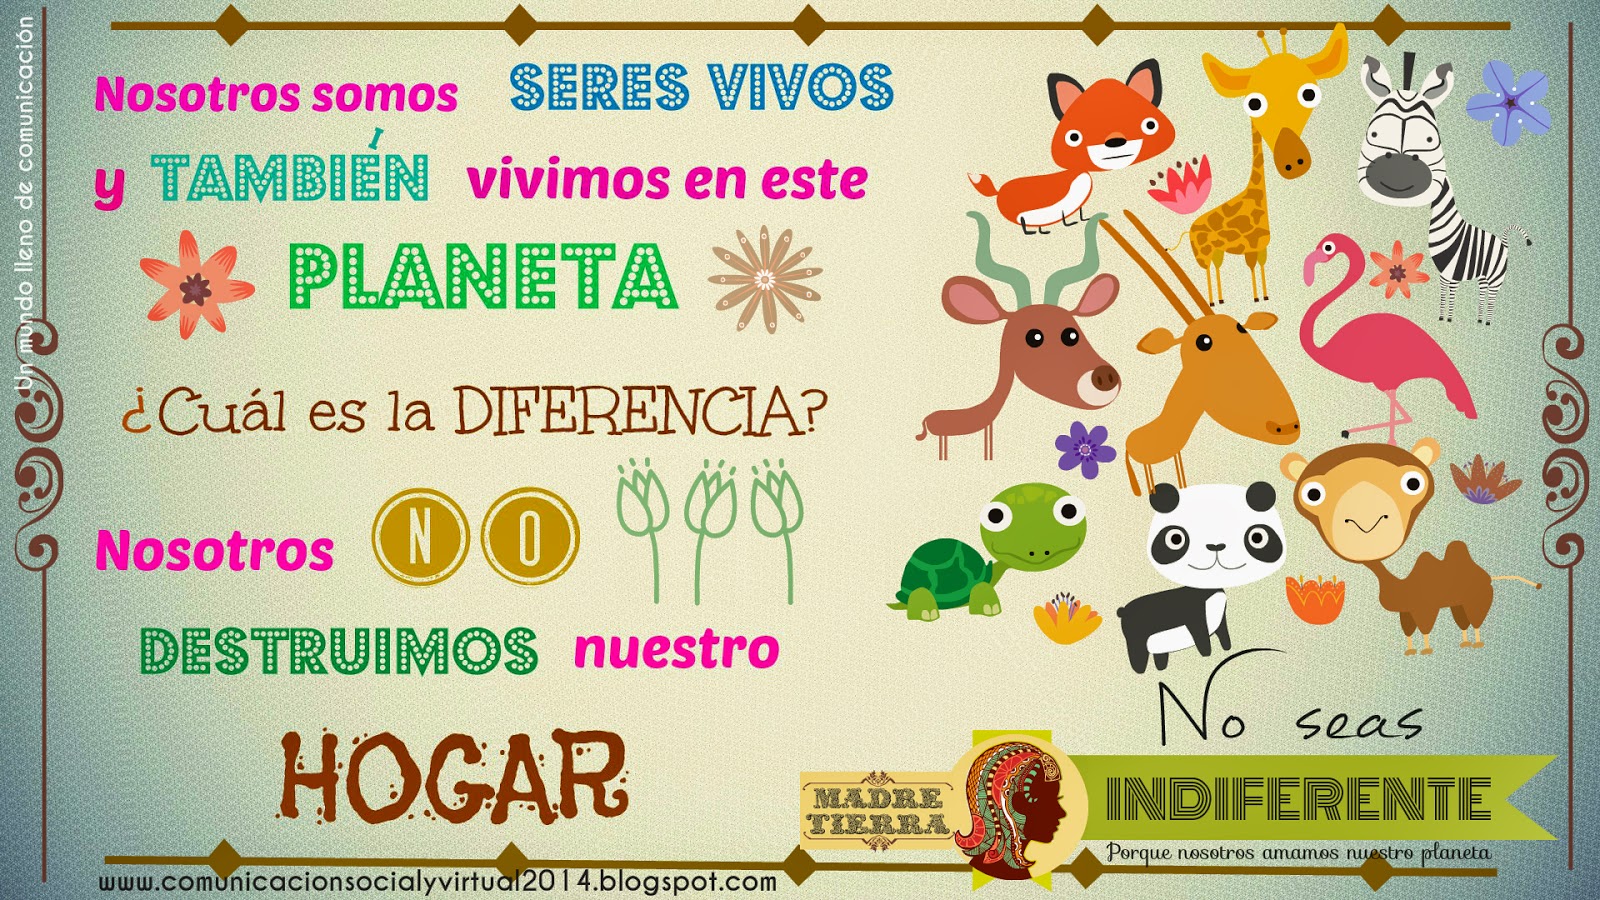 Un mundo lleno de comunicación
Nosotros somos SERES VIVOS
y TAMBIÉN vivimos en este
PLANETA
¿Cuál es la DIFERENCIA?
Nosotros NO
DESTRUIMOS nuestro
HOGAR
No seas
MADRE
TIERRA
INDIFERENTE
Porque nosotros amamos nuestro planeta
www.comunicacionsocialyvirtual2014.blogspot.com